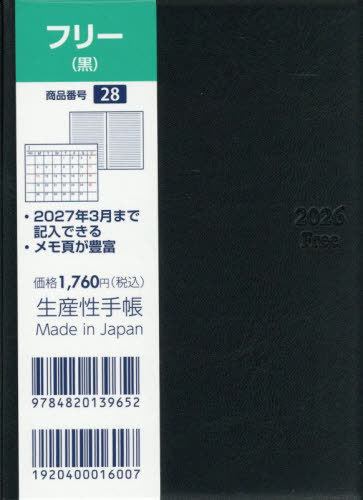 フリー
（黒）
商品番号 28
・2027年3月まで
記入できる
・メモ頁が豊富
価格1,760円（税込）
生産性手帳
Made in Japan
9784820139652
1920400016007
2026
Free